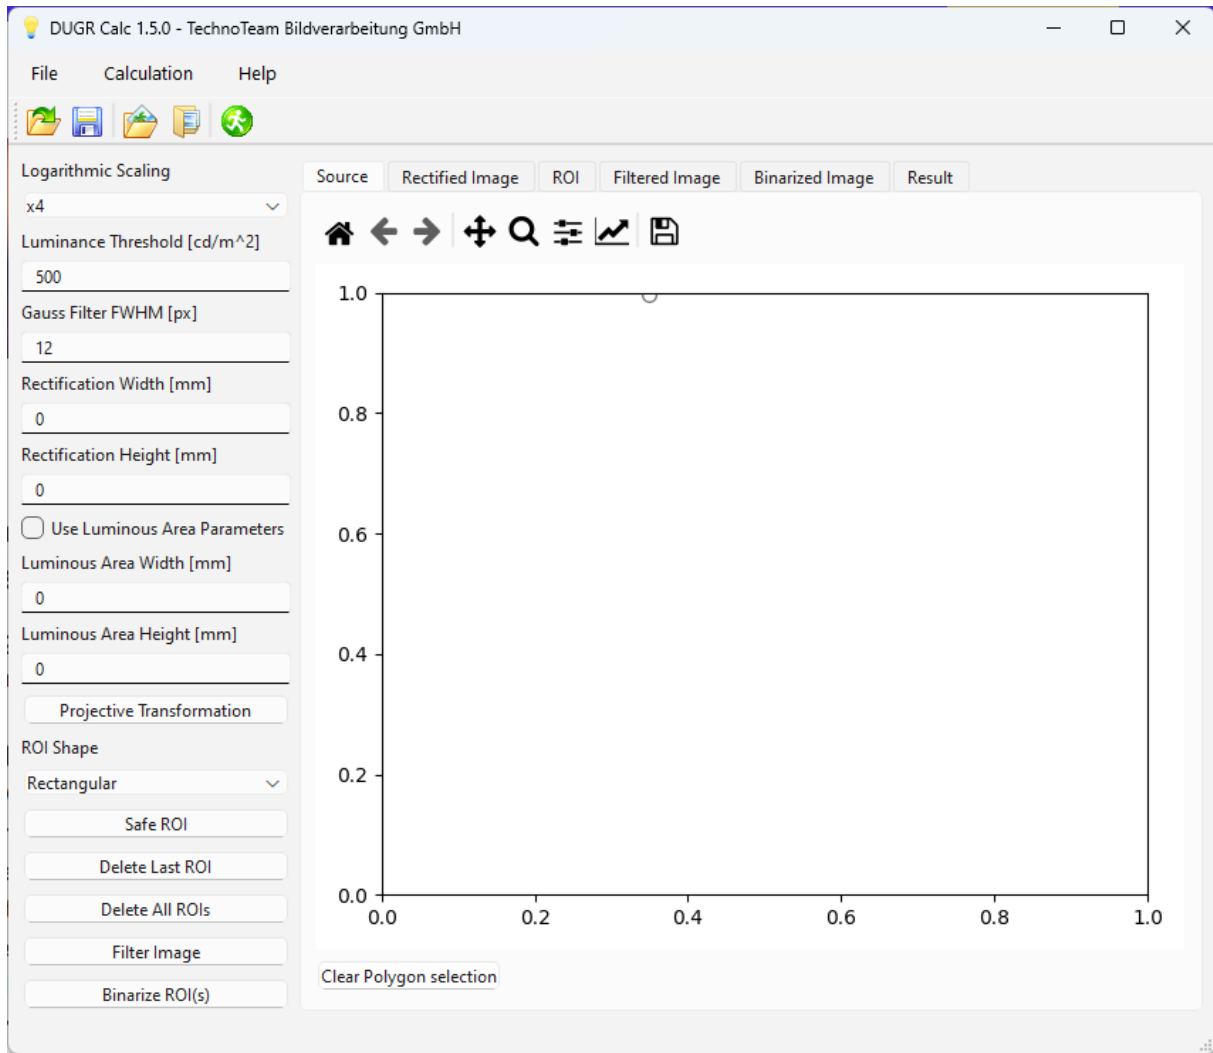 DUGR Calc 1.5.0 - TechnoTeam Bildverarbeitung GmbH
File Calculation Help
Logarithmic Scaling
x4
Luminance Threshold [cd/m^2]
500
Gauss Filter FWHM [px]
12
Rectification Width [mm]
0
Rectification Height [mm]
0
Use Luminous Area Parameters
Luminous Area Width [mm]
0
Luminous Area Height [mm]
0
Projective Transformation
ROI Shape
Rectangular
Safe ROI
Delete Last ROI
Delete All ROIs
Filter Image
Binarize ROI(s)
Source Rectified Image ROI Filtered Image Binarized Image Result
1.0
0.8
0.6
0.4
0.2
0.0
0.0 0.2 0.4 0.6 0.8 1.0
Clear Polygon selection